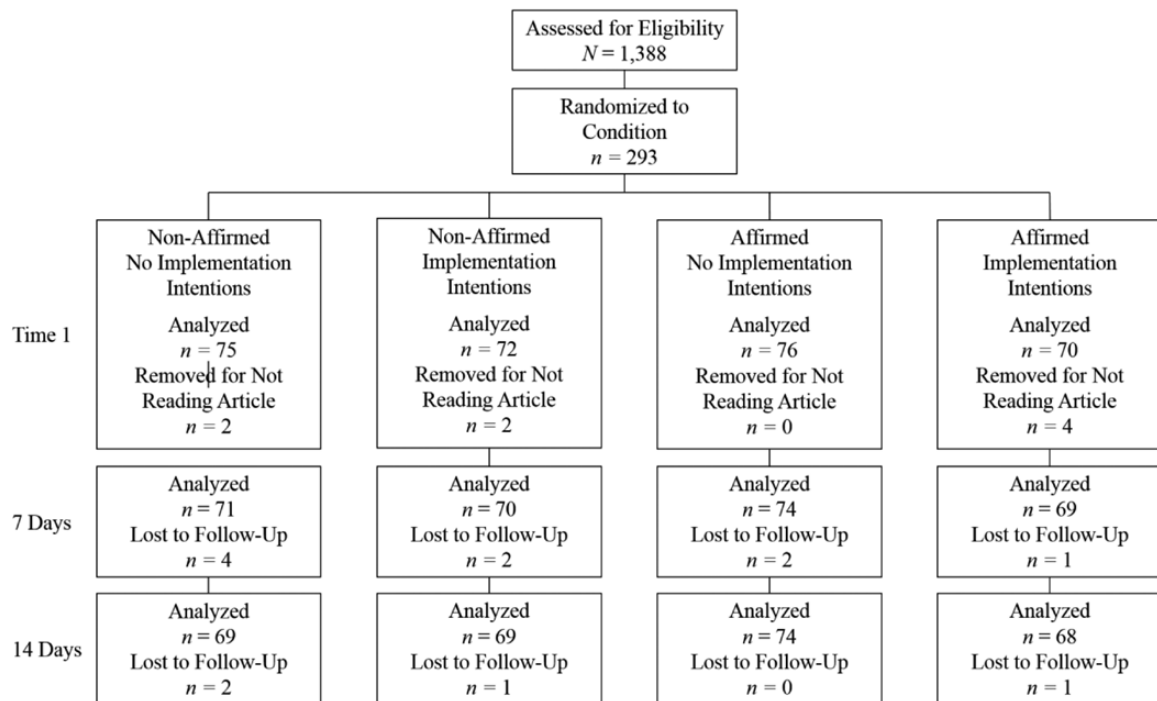 Assessed for Eligibility
N = 1,388
Randomized to
Condition
n = 293
Non-Affirmed
No Implementation
Intentions
Analyzed
n = 75
Removed for Not
Reading Article
n = 2
Non-Affirmed
Implementation
Intentions
Analyzed
n = 72
Removed for Not
Reading Article
n = 2
Affirmed
No Implementation
Intentions
Analyzed
n = 76
Removed for Not
Reading Article
n = 0
Affirmed
Implementation
Intentions
Analyzed
n = 70
Removed for Not
Reading Article
n = 4
Time 1
7 Days
Analyzed
n = 71
Lost to Follow-Up
n = 4
Analyzed
n = 70
Lost to Follow-Up
n = 2
Analyzed
n = 74
Lost to Follow-Up
n = 2
Analyzed
n = 69
Lost to Follow-Up
n = 1
14 Days
Analyzed
n = 69
Lost to Follow-Up
n = 2
Analyzed
n = 69
Lost to Follow-Up
n = 1
Analyzed
n = 74
Lost to Follow-Up
n = 0
Analyzed
n = 68
Lost to Follow-Up
n = 1